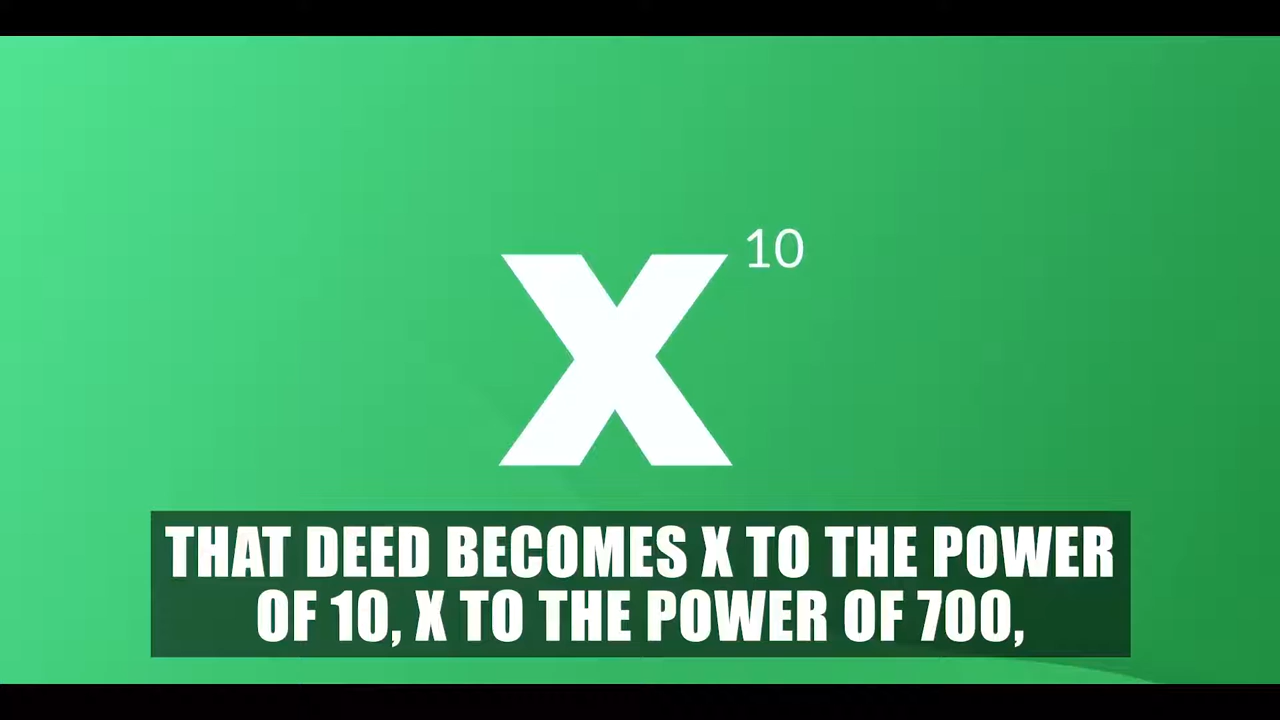 X 10
THAT DEED BECOMES X TO THE POWER
OF 10, X TO THE POWER OF 700,